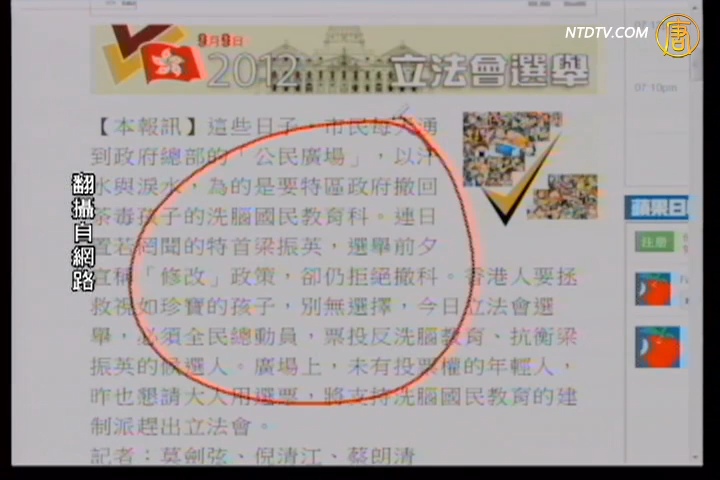 NTDTV.COM
唐
9月9日
2012 立法會選舉
【本報訊】這些日子，市民每天湧
到政府總部的「公民廣場」，以汗
水與淚水，為的是要特區政府撤回
荼毒孩子的洗腦國民教育科。連日
置若罔聞的特首梁振英，選舉前夕
宣稱「修改」政策，卻仍拒絕撤科。香港人要拯
救視如珍寶的孩子，別無選擇，今日立法會選
舉，必須全民總動員，票投反洗腦教育、抗衡梁
振英的候選人。廣場上，未有投票權的年輕人，
昨也懇請大人用選票，將支持洗腦國民教育的建
制派趕出立法會。
記者：莫劍弦、倪清江、蔡朗清
翻攝自網路
07:10pm
蘋果日
註冊